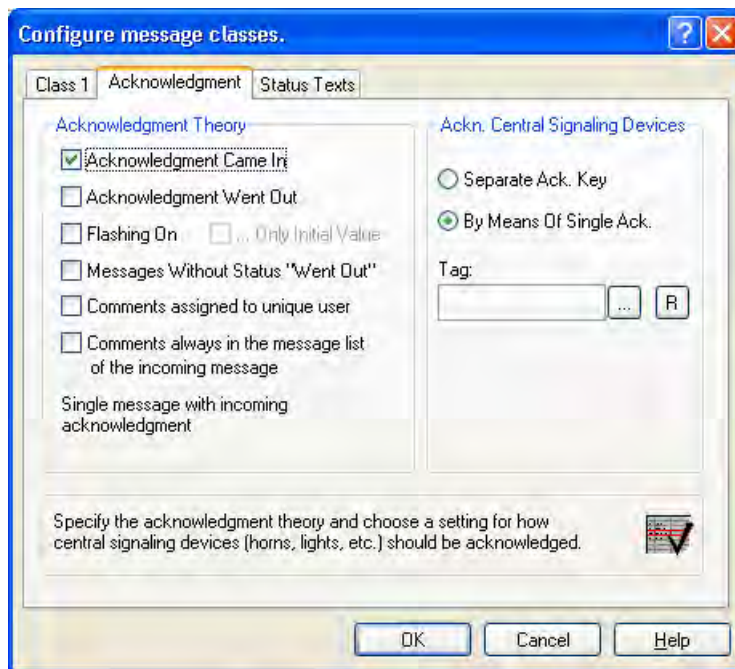 Configure message classes.
?
Class 1 Acknowledgment Status Texts
Acknowledgment Theory
Acknowledgment Came In
Acknowledgment Went Out
Flashing On ... Only Initial Value
Messages Without Status "Went Out"
Comments assigned to unique user
Comments always in the message list
of the incoming message
Single message with incoming
acknowledgment
Ackn. Central Signaling Devices
Separate Ack. Key
By Means Of Single Ack.
Tag:
... R
Specify the acknowledgment theory and choose a setting for how
central signaling devices (horns, lights, etc.) should be acknowledged.
OK Cancel Help